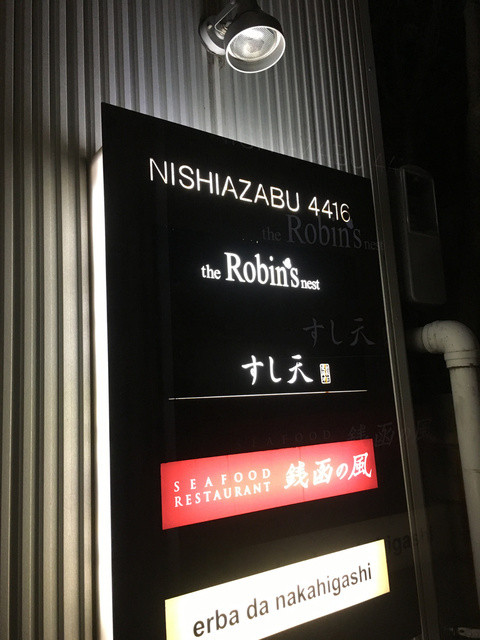 NISHIAZABU 4416
the Robin's nest
すし天
SEAFOOD
RESTAURANT
銭函の風
erba da nakahigashi